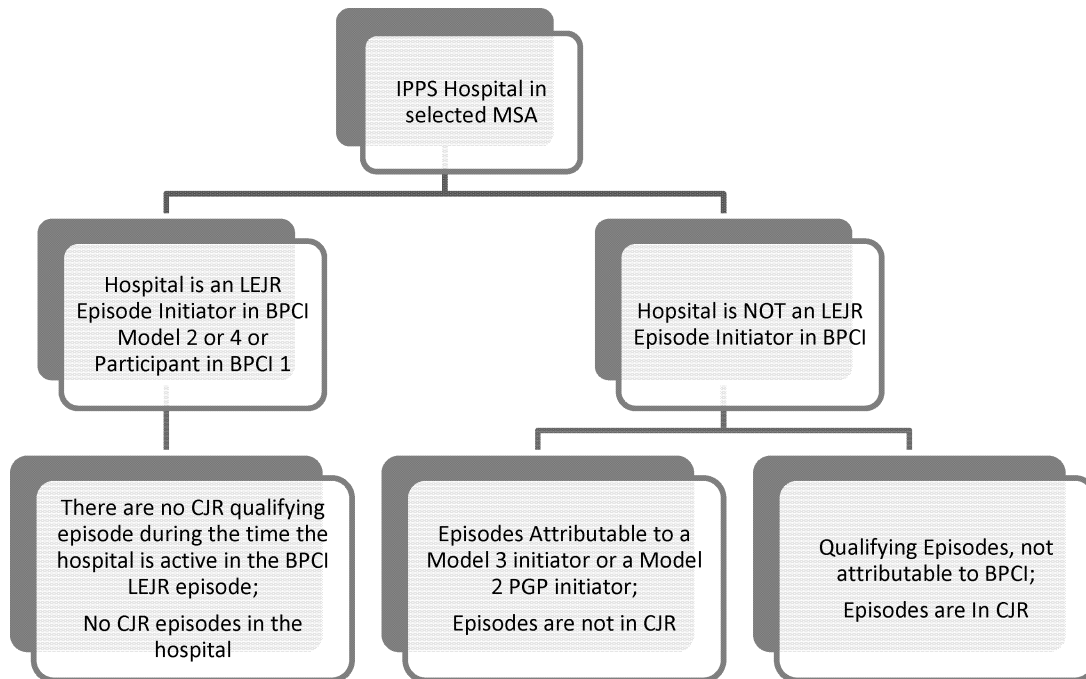 IPPS Hospital in
selected MSA
Hospital is an LEJR
Episode Initiator in BPCI
Model 2 or 4 or
Participant in BPCI 1
Hopsital is NOT an LEJR
Episode Initiator in BPCI
There are no CJR qualifying
episode during the time the
hospital is active in the BPCI
LEJR episode;
No CJR episodes in the
hospital
Episodes Attributable to a
Model 3 initiator or a Model
2 PGP initiator;
Episodes are not in CJR
Qualifying Episodes, not
attributable to BPCI;
Episodes are In CJR